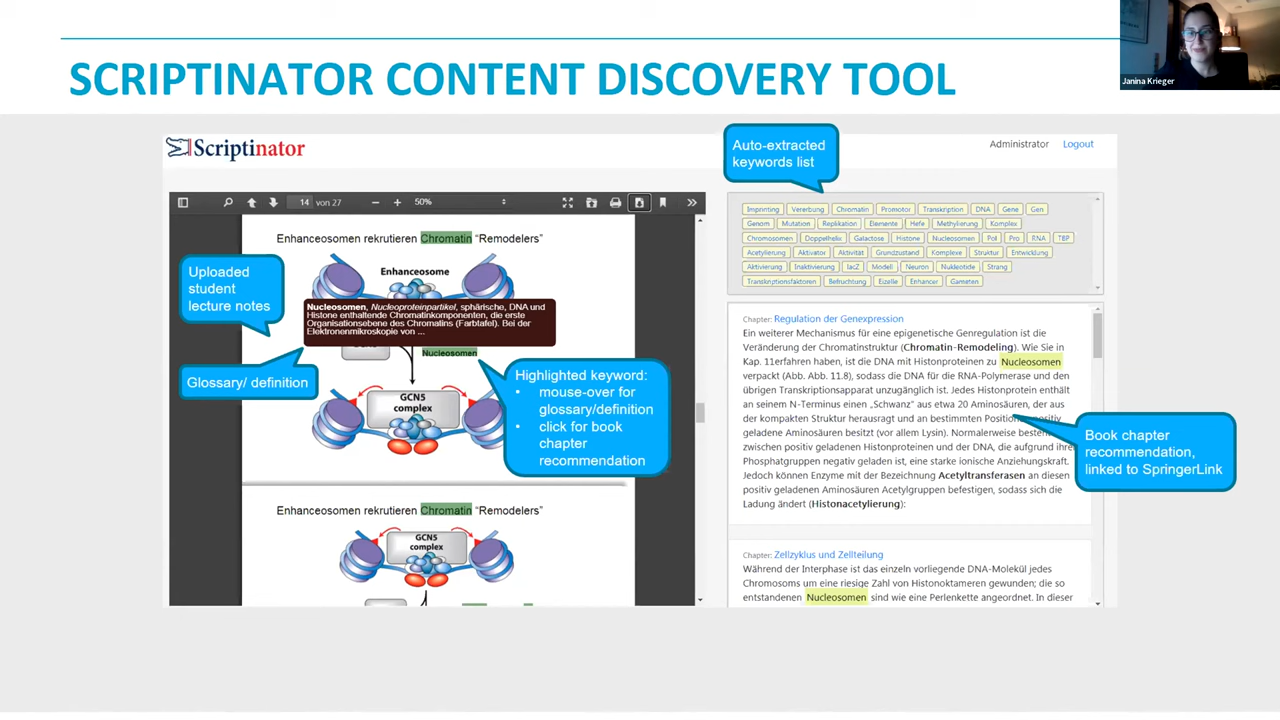 SCRIPTINATOR CONTENT DISCOVERY TOOL
Janina Krieger
Scriptinator
Administrator
Logout
Auto-extracted
keywords list
14 von 27
50%
Enhanceosomen rekrutieren Chromatin "Remodelers"
Enhanceosome
Uploaded
student
lecture notes
Nucleosomen, Nucleoproteinpartikel, sphärische, DNA und
Histone enthaltende Chromatinkomponenten, die erste
Organisationsebene des Chromatins (Farbtafel). Bei der
Elektronenmikroskopie von ...
Nucleosomen
Glossary/ definition
Highlighted keyword:
• mouse-over for
glossary/definition
• click for book
chapter
recommendation
GCN5
complex
Enhanceosomen rekrutieren Chromatin "Remodelers"
GCN5
complex
Imprinting Vererbung Chromatin Promotor Transkription DNA Gene Gen
Genom Mutation Replikation Elemente Hefe Methylierung Komplex
Chromosomen Doppelhelix Galactose Histone Nucleosomen Pol Pro RNA TBP
Acetylierung Aktivator Aktivität Grundzustand Komplexe Struktur Entwicklung
Aktivierung Inaktivierung lacZ Modell Neuron Nukleotide Strang
Transkriptionsfaktoren Befruchtung Eizelle Enhancer Gameten
Chapter: Regulation der Genexpression
Ein weiterer Mechanismus für eine epigenetische Genregulation ist die
Veränderung der Chromatinstruktur (Chromatin-Remodeling). Wie Sie in
Kap. 11erfahren haben, ist die DNA mit Histonproteinen zu Nucleosomen
verpackt (Abb. Abb. 11.8), sodass die DNA für die RNA-Polymerase und den
übrigen Transkriptionsapparat unzugänglich ist. Jedes Histonprotein enthält
an seinem N-Terminus einen „Schwanz" aus etwa 20 Aminosäuren, der aus
der kompakten Struktur herausragt und an bestimmten Position positiv
geladene Aminosäuren besitzt (vor allem Lysin). Normalerweise besteh
zwischen positiv geladenen Histonproteinen und der DNA, die aufgrund ihre
Phosphatgruppen negativ geladen ist, eine starke ionische Anziehungskraft.
Jedoch können Enzyme mit der Bezeichnung Acetyltransferasen an diesen
positiv geladenen Aminosäuren Acetylgruppen befestigen, sodass sich die
Ladung ändert (Histonacetylierung):
Book chapter
recommendation,
linked to SpringerLink
Chapter: Zellzyklus und Zellteilung
Während der Interphase ist das einzeln vorliegende DNA-Molekül jedes
Chromosoms um eine riesige Zahl von Histonoktameren gewunden; die so
entstandenen Nucleosomen sind wie eine Perlenkette angeordnet. In dieser